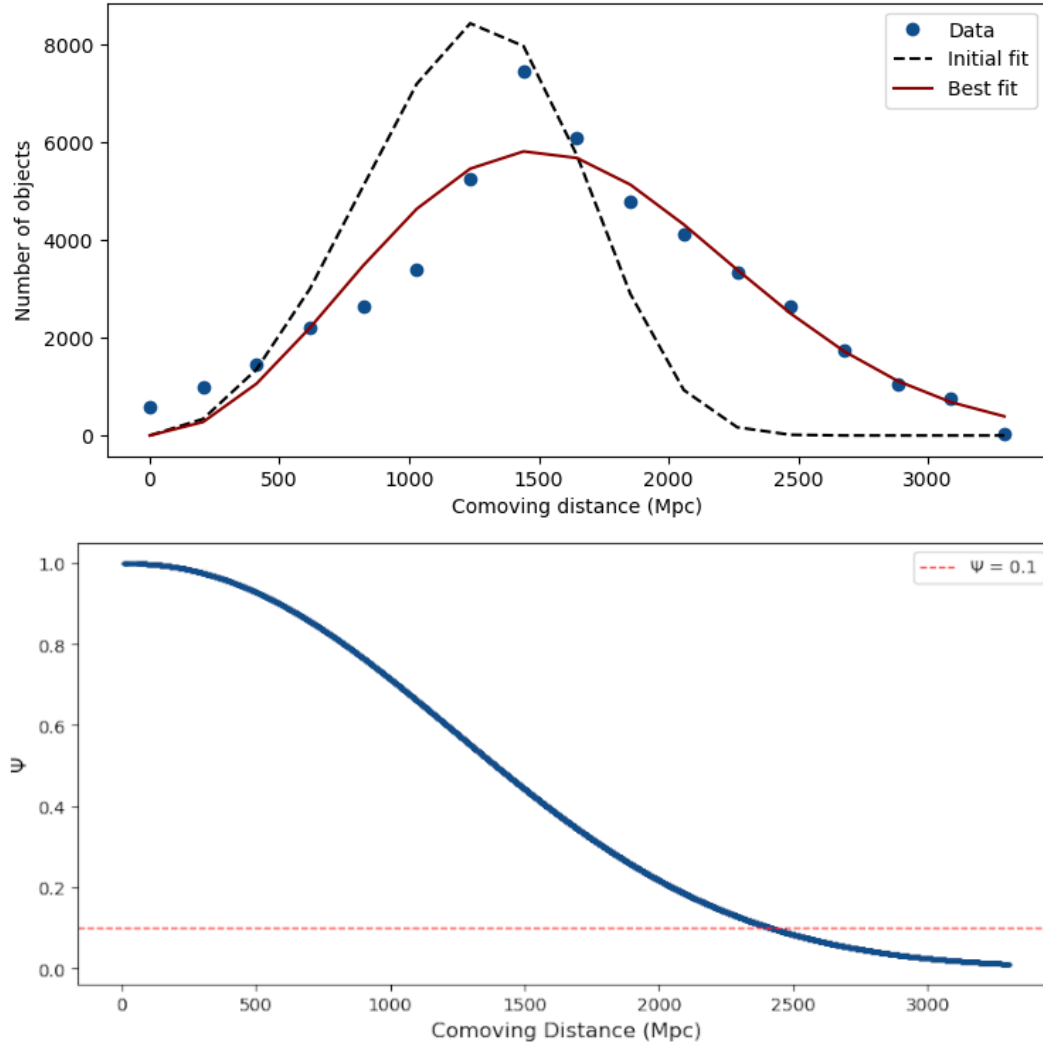 8000
6000
4000
2000
0
Number of objects
Data
Initial fit
Best fit
0 500 1000 1500 2000 2500 3000
Comoving distance (Mpc)
1.0
0.8
0.6
0.4
0.2
0.0
Ψ
Ψ = 0.1
0 500 1000 1500 2000 2500 3000
Comoving Distance (Mpc)